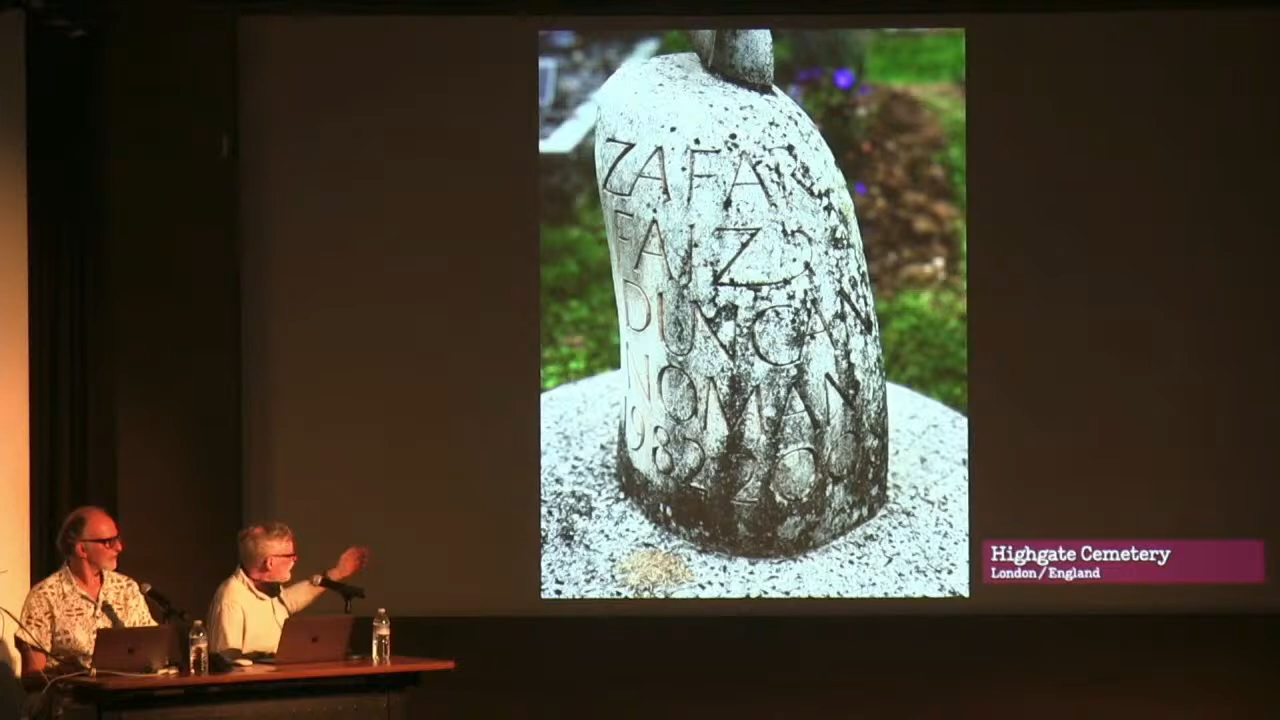 ZAFAR
FAIZ
DUNCAN
NOMAN
1982
Highgate Cemetery
London/England